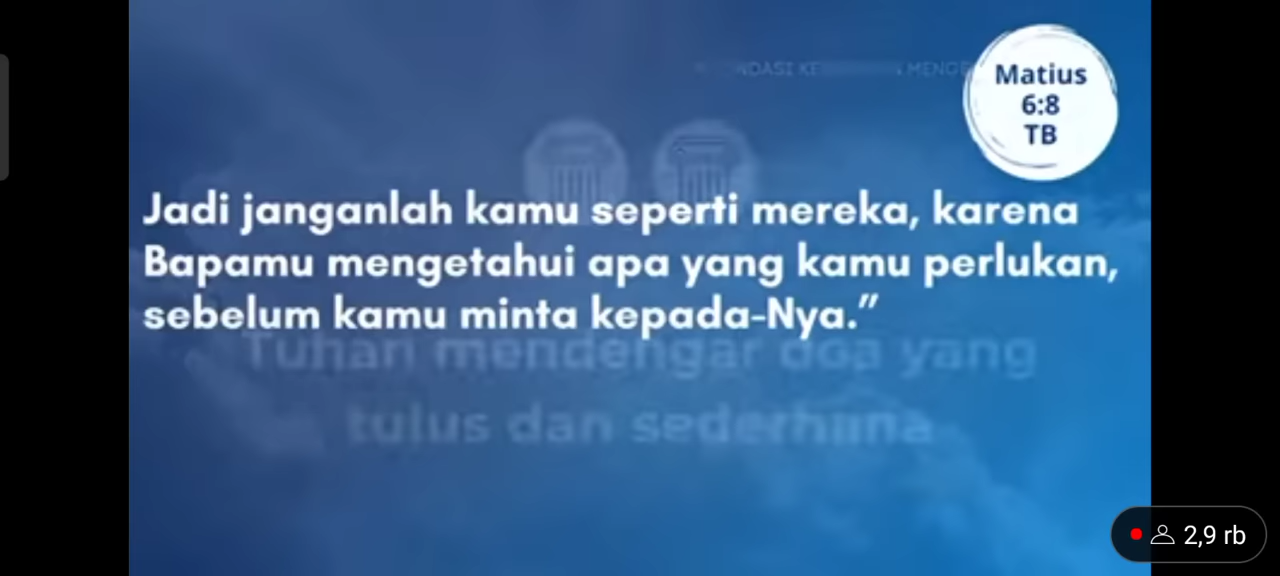 Matius
6:8
TB
Jadi janganlah kamu seperti mereka, karena
Bapamu mengetahui apa yang kamu perlukan,
sebelum kamu minta kepada-Nya.”
Tuhan mendengar doa yang
tulus dan sederhana
2,9 rb